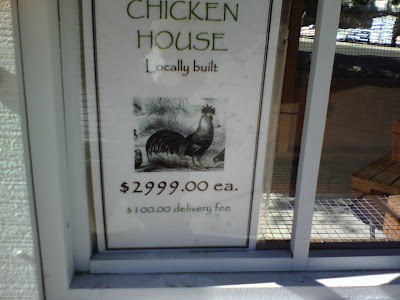 CHICKEN
HOUSE
Locally built
$2999.00 ea.
$100.00 delivery fee